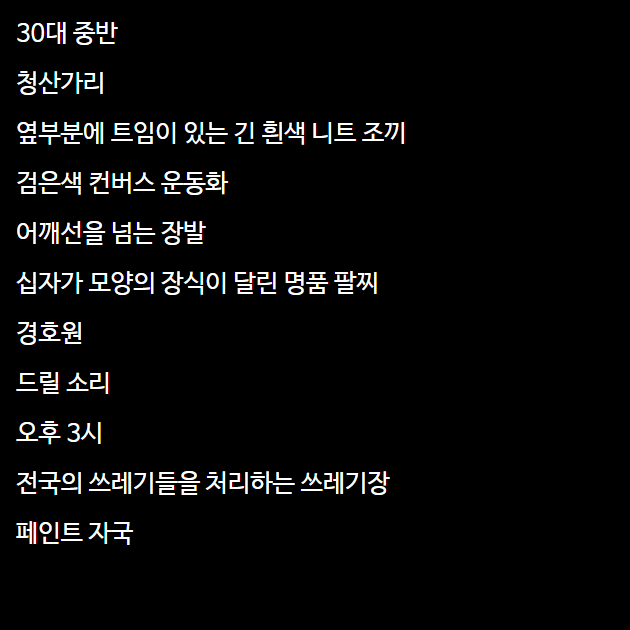 30대 중반
청산가리
옆부분에 트임이 있는 긴 흰색 니트 조끼
검은색 컨버스 운동화
어깨선을 넘는 장발
십자가 모양의 장식이 달린 명품 팔찌
경호원
드릴 소리
오후 3시
전국의 쓰레기들을 처리하는 쓰레기장
페인트 자국